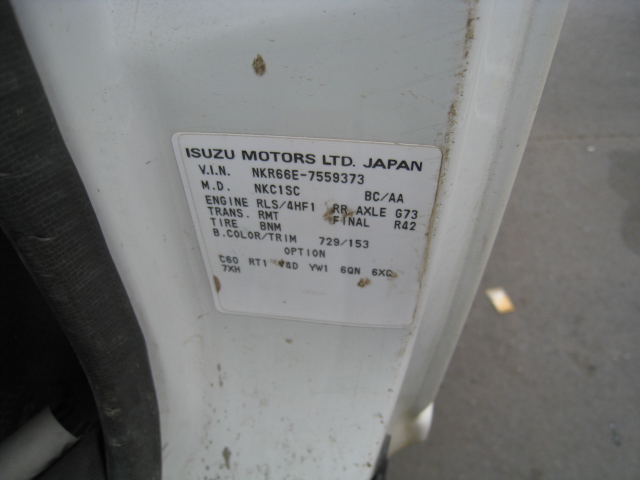 ISUZU MOTORS LTD. JAPAN
V.I.N. NKR66E-7559373
M.D. NKC1SC BC/AA
ENGINE RLS/4HF1 RR AXLE G73
TRANS. RMT FINAL R42
TIRE BNM
B.COLOR/TRIM 729/153
OPTION
C60 RT1 YW1 6QN
7XH